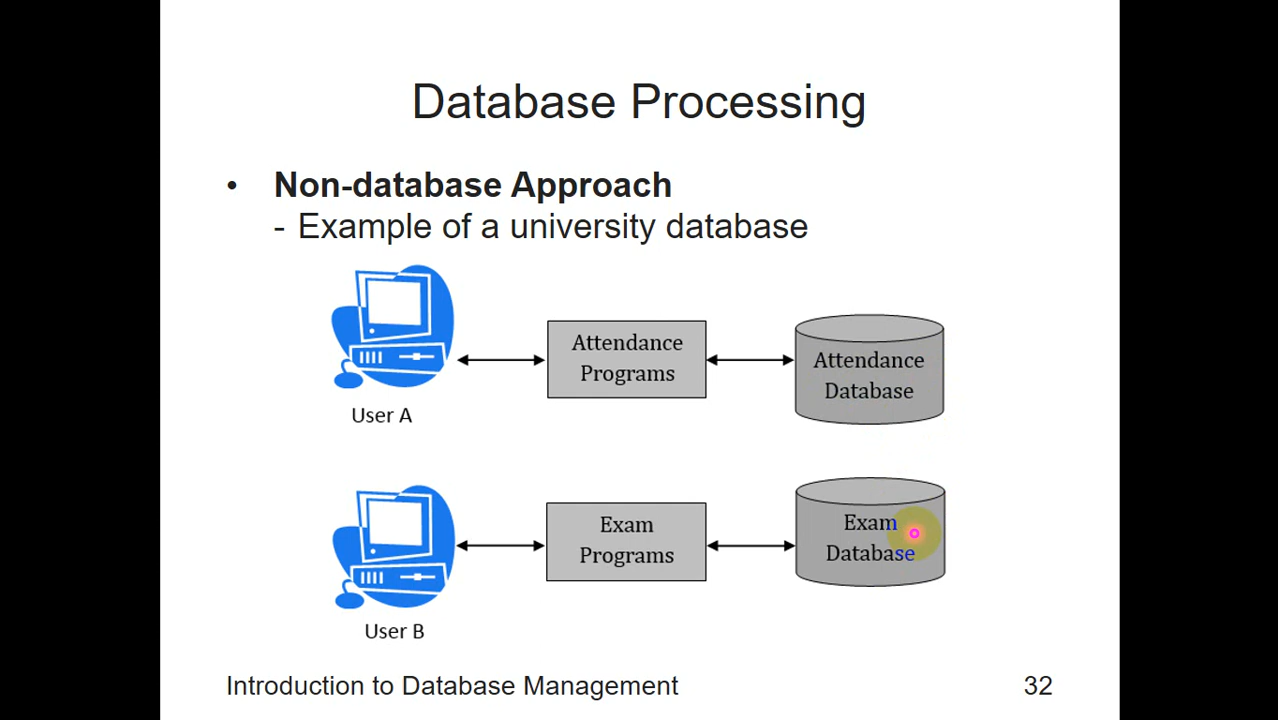 Database Processing
• Non-database Approach
- Example of a university database
Attendance
Programs
Attendance
Database
User A
Exam
Programs
Exam
Database
User B
Introduction to Database Management
32